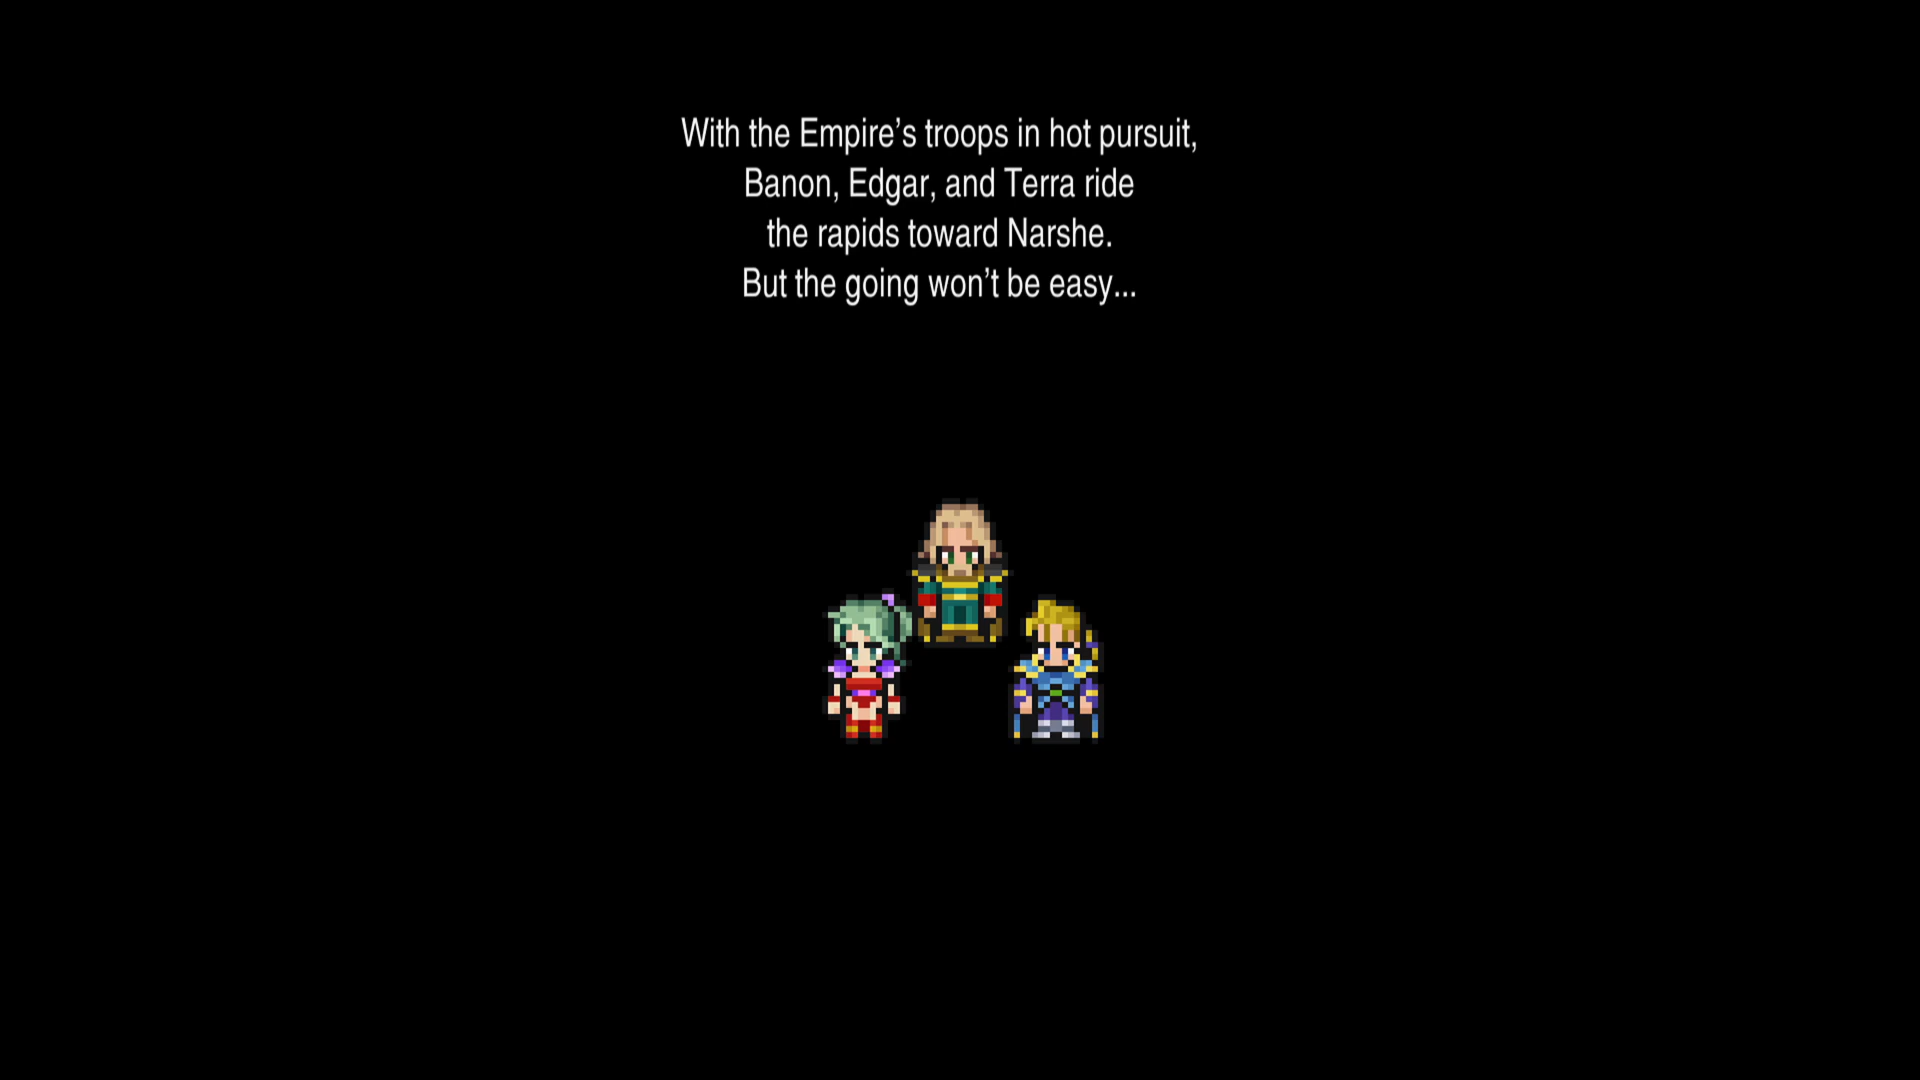 With the Empire’s troops in hot pursuit,
Banon, Edgar, and Terra ride
the rapids toward Narshe.
But the going won’t be easy...